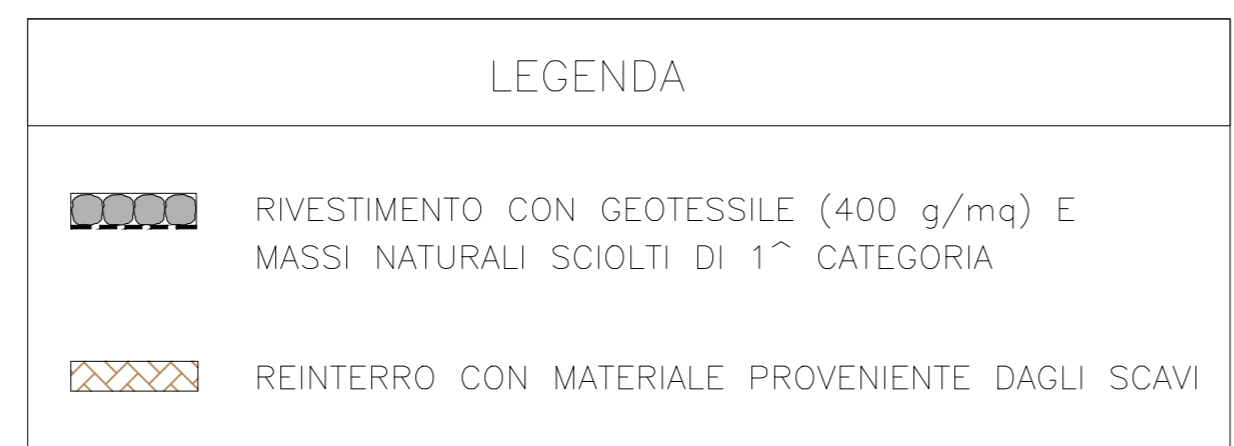 LEGENDA
RIVESTIMENTO CON GEOTESSILE (400 g/mq) E
MASSI NATURALI SCIOLTI DI 1^ CATEGORIA
REINTERRO CON MATERIALE PROVENIENTE DAGLI SCAVI